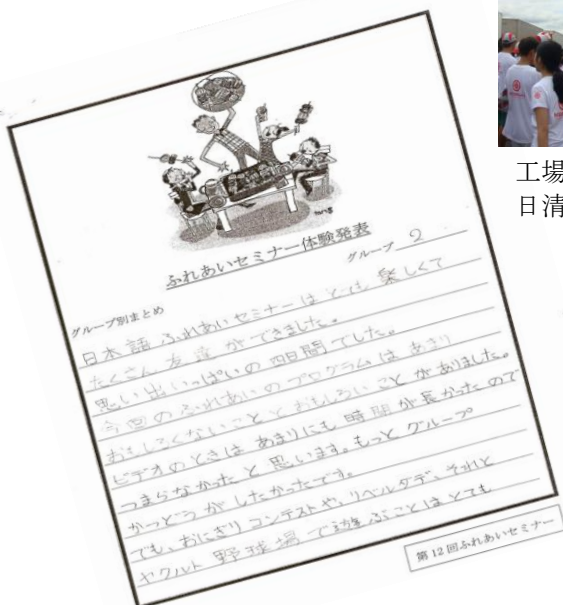 工場
日清
ふれあいセミナー体験発表
グループ 2
グループ別まとめ
日本語ふれあいセミナーはとても楽しくて
たくさん友達ができました。
思い出いっぱいの四日間でした。
今回のふれあいのプログラムはあまり
おもしろくないこととおもしろいことがありました。
ビデオのときはあまりにも時間が長かったので
つまらなかったと思います。もっとグループ
かつどうがしたかったです。
でも、おにぎりコンテストや、リベルダデ、それと
ヤクルト野球場で遊ぶことはとても
第12回ふれあいセミナー